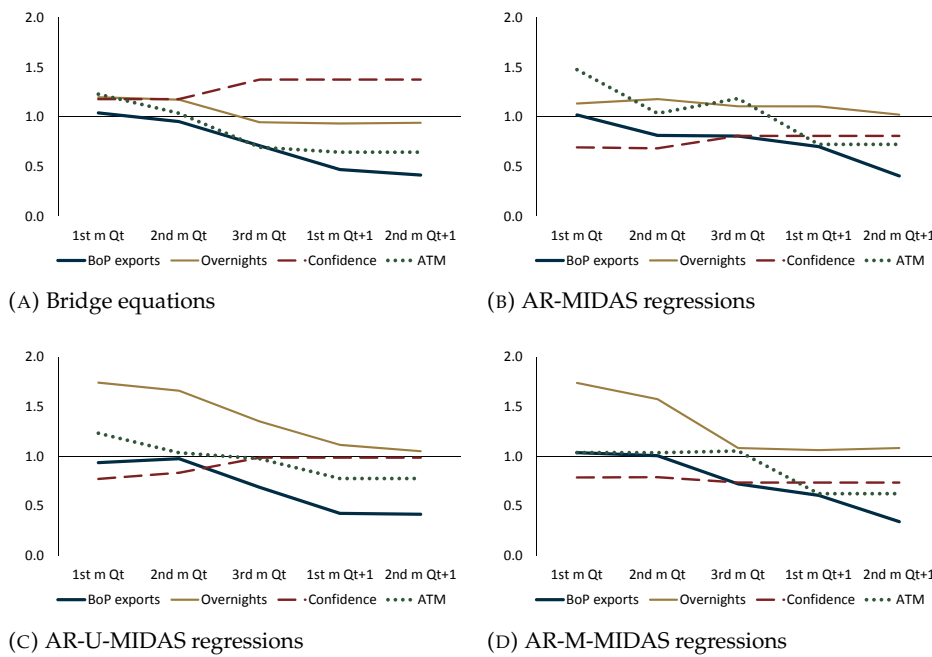 2.0
1.5
1.0
0.5
0.0
1st m Qt 2nd m Qt 3rd m Qt 1st m Qt+1 2nd m Qt+1
BoP exports Overnights Confidence ATM
(A) Bridge equations
2.0
1.5
1.0
0.5
0.0
1st m Qt 2nd m Qt 3rd m Qt 1st m Qt+1 2nd m Qt+1
BoP exports Overnights Confidence ATM
(B) AR-MIDAS regressions
2.0
1.5
1.0
0.5
0.0
1st m Qt 2nd m Qt 3rd m Qt 1st m Qt+1 2nd m Qt+1
BoP exports Overnights Confidence ATM
(C) AR-U-MIDAS regressions
2.0
1.5
1.0
0.5
0.0
1st m Qt 2nd m Qt 3rd m Qt 1st m Qt+1 2nd m Qt+1
BoP exports Overnights Confidence ATM
(D) AR-M-MIDAS regressions